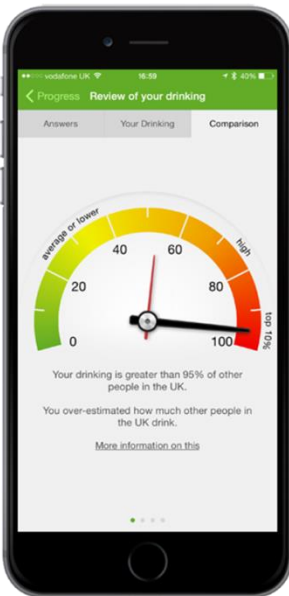 vodafone UK 16:59 40%
Progress Review of your drinking
Answers Your Drinking Comparison
average or lower
high
top 10%
40 60
20 80
0 100
Your drinking is greater than 95% of other
people in the UK.
You over-estimated how much other people in
the UK drink.
More information on this